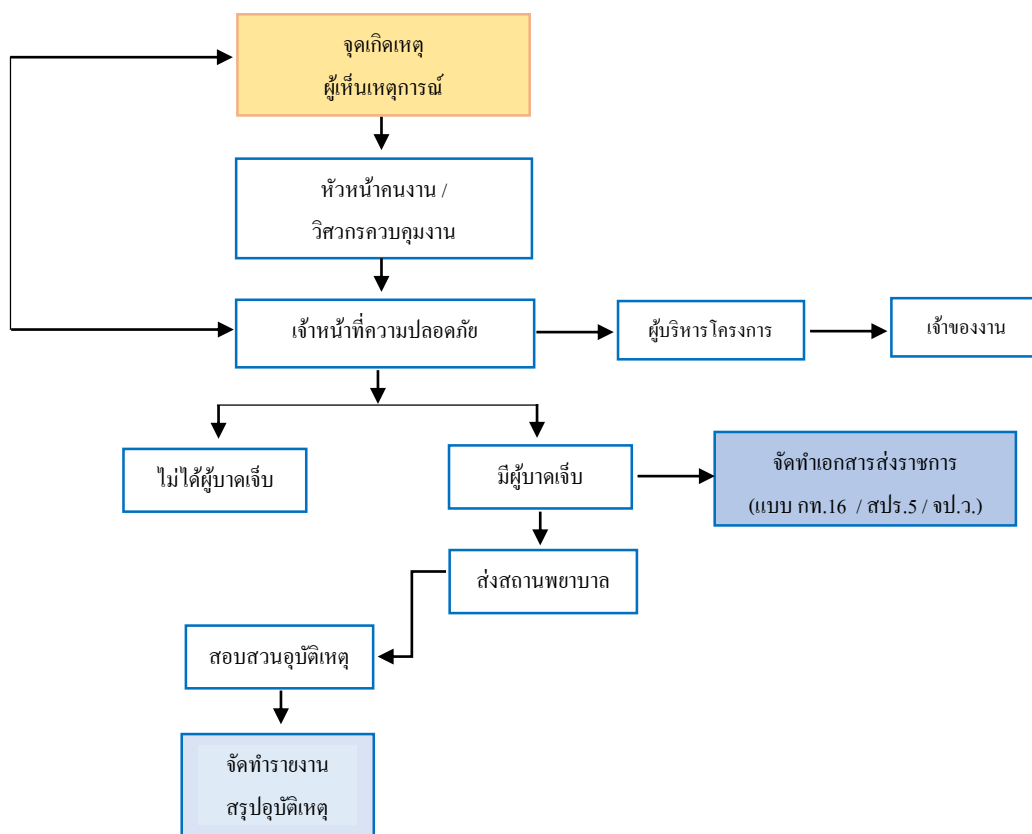 จุดเกิดเหตุ
ผู้เห็นเหตุการณ์
หัวหน้าคนงาน /
วิศวกรควบคุมงาน
เจ้าหน้าที่ความปลอดภัย
ผู้บริหารโครงการ
เจ้าของงาน
ไม่ได้ผู้บาดเจ็บ
มีผู้บาดเจ็บ
จัดทำเอกสารส่งราชการ
(แบบ กท.16 / สปร.5 / จป.ว.)
ส่งสถานพยาบาล
สอบสวนอุบัติเหตุ
จัดทำรายงาน
สรุปอุบัติเหตุ